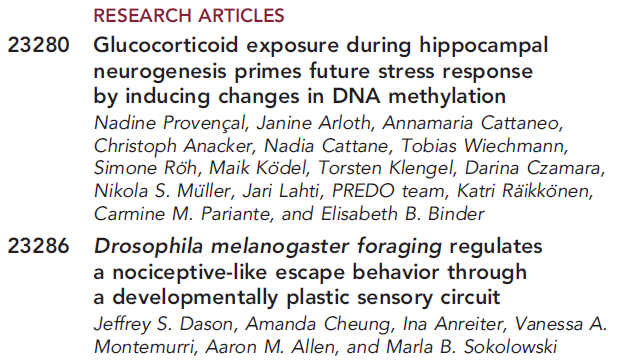 RESEARCH ARTICLES
23280 Glucocorticoid exposure during hippocampal
neurogenesis primes future stress response
by inducing changes in DNA methylation
Nadine Provençal, Janine Arloth, Annamaria Cattaneo,
Christoph Anacker, Nadia Cattane, Tobias Wiechmann,
Simone Röh, Maik Ködel, Torsten Klengel, Darina Czamara,
Nikola S. Müller, Jari Lahti, PREDO team, Katri Räikkönen,
Carmine M. Pariante, and Elisabeth B. Binder
23286 Drosophila melanogaster foraging regulates
a nociceptive-like escape behavior through
a developmentally plastic sensory circuit
Jeffrey S. Dason, Amanda Cheung, Ina Anreiter, Vanessa A.
Montemurri, Aaron M. Allen, and Marla B. Sokolowski